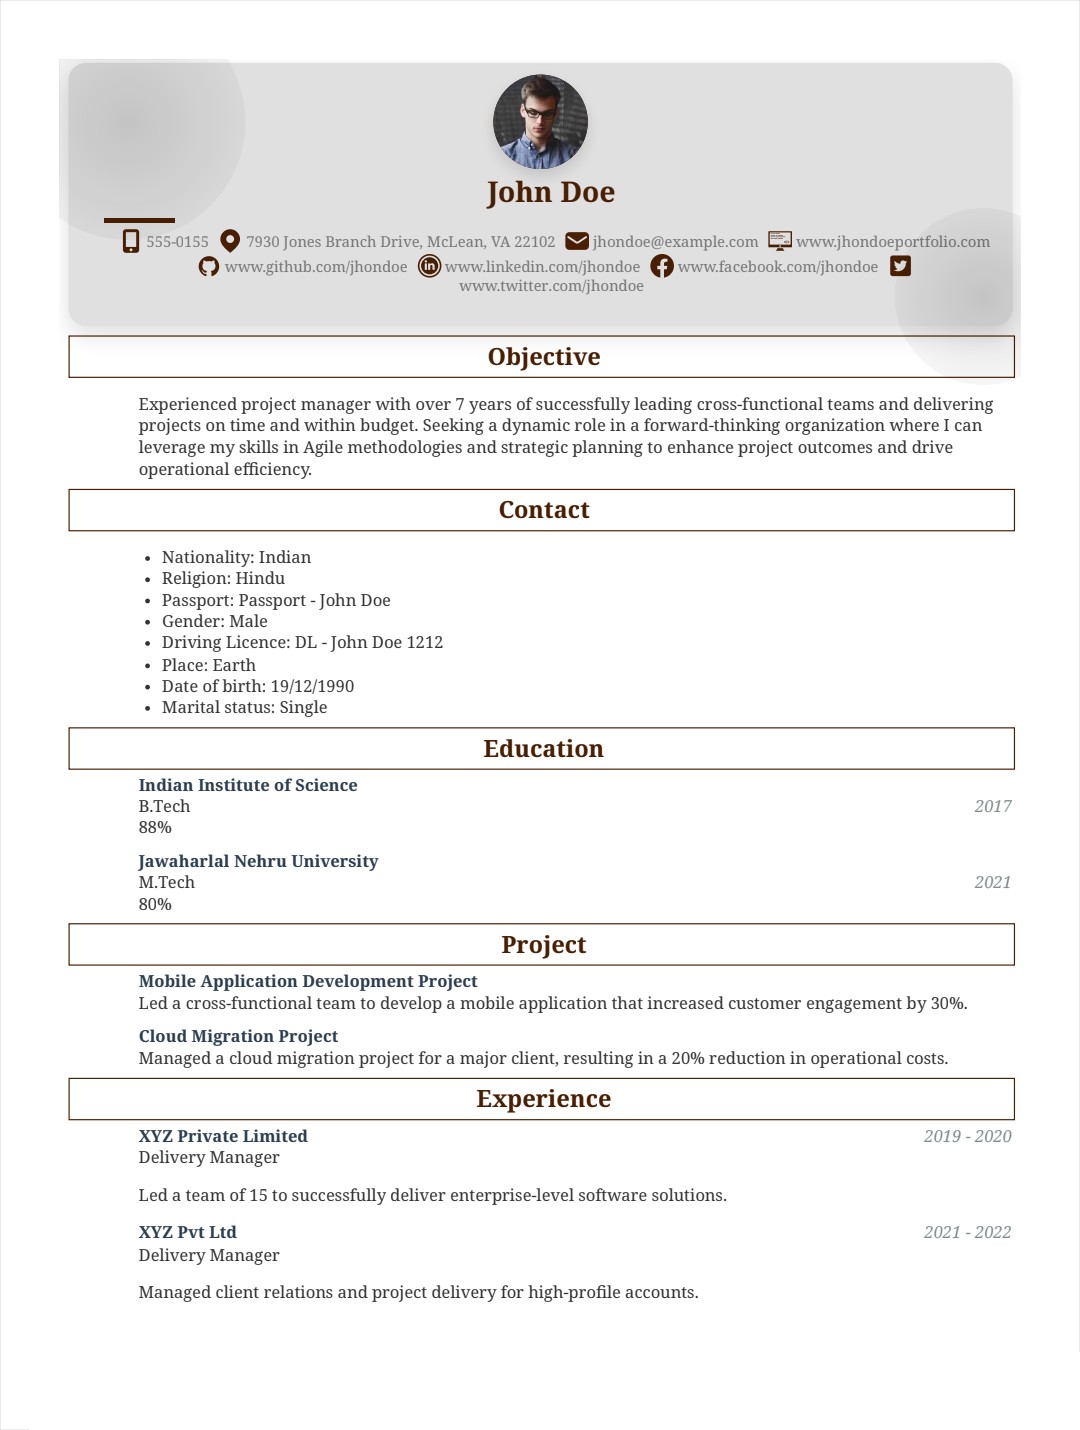 John Doe
555-0155 7930 Jones Branch Drive, McLean, VA 22102 jhondoe@example.com www.jhondoeportfolio.com
www.github.com/jhondoe www.linkedin.com/jhondoe www.facebook.com/jhondoe
www.twitter.com/jhondoe
Objective
Experienced project manager with over 7 years of successfully leading cross-functional teams and delivering
projects on time and within budget. Seeking a dynamic role in a forward-thinking organization where I can
leverage my skills in Agile methodologies and strategic planning to enhance project outcomes and drive
operational efficiency.
Contact
• Nationality: Indian
• Religion: Hindu
• Passport: Passport - John Doe
• Gender: Male
• Driving Licence: DL - John Doe 1212
• Place: Earth
• Date of birth: 19/12/1990
• Marital status: Single
Education
Indian Institute of Science
B.Tech 2017
88%
Jawaharlal Nehru University
M.Tech 2021
80%
Project
Mobile Application Development Project
Led a cross-functional team to develop a mobile application that increased customer engagement by 30%.
Cloud Migration Project
Managed a cloud migration project for a major client, resulting in a 20% reduction in operational costs.
Experience
XYZ Private Limited 2019 - 2020
Delivery Manager
Led a team of 15 to successfully deliver enterprise-level software solutions.
XYZ Pvt Ltd 2021 - 2022
Delivery Manager
Managed client relations and project delivery for high-profile accounts.